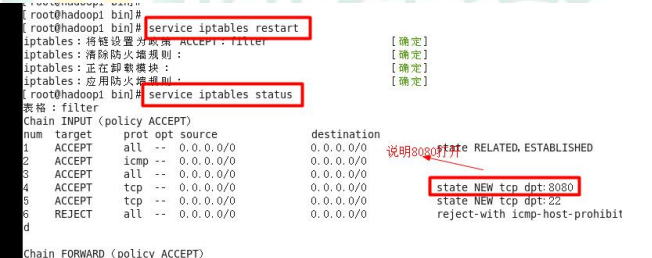 [root@hadoop1 bin]#
[root@hadoop1 bin]# service iptables restart
iptables：将链设置为政策 ACCEPT：filter [确定]
iptables：清除防火墙规则： [确定]
iptables：正在卸载模块： [确定]
iptables：应用防火墙规则： [确定]
[root@hadoop1 bin]# service iptables status
表格：filter
Chain INPUT (policy ACCEPT)
num target prot opt source destination
1 ACCEPT all -- 0.0.0.0/0 0.0.0.0/0 state RELATED,ESTABLISHED
说明8080打开
2 ACCEPT icmp -- 0.0.0.0/0 0.0.0.0/0
3 ACCEPT all -- 0.0.0.0/0 0.0.0.0/0
4 ACCEPT tcp -- 0.0.0.0/0 0.0.0.0/0 state NEW tcp dpt:8080
5 ACCEPT tcp -- 0.0.0.0/0 0.0.0.0/0 state NEW tcp dpt:22
6 REJECT all -- 0.0.0.0/0 0.0.0.0/0 reject-with icmp-host-prohibit
d
Chain FORWARD (policy ACCEPT)